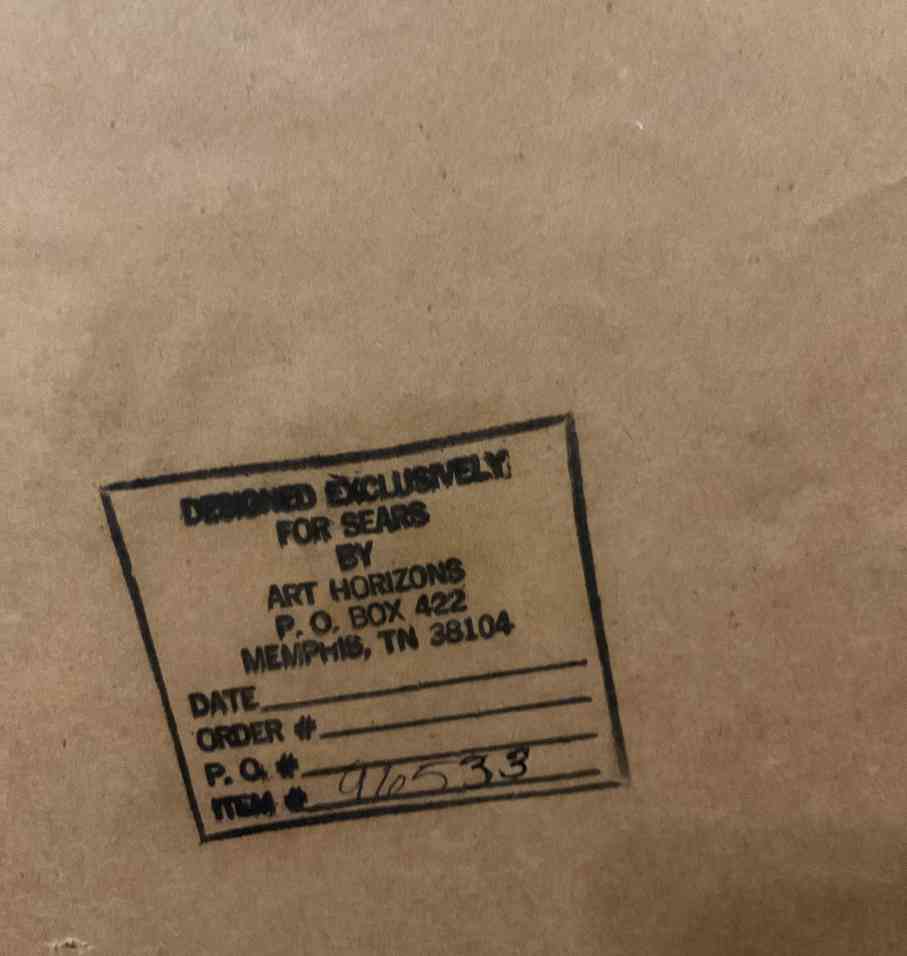 DESIGNED EXCLUSIVELY
FOR SEARS
BY
ART HORIZONS
P. O. BOX 422
MEMPHIS, TN 38104
DATE
ORDER #
P. O. #
ITEM # 96533